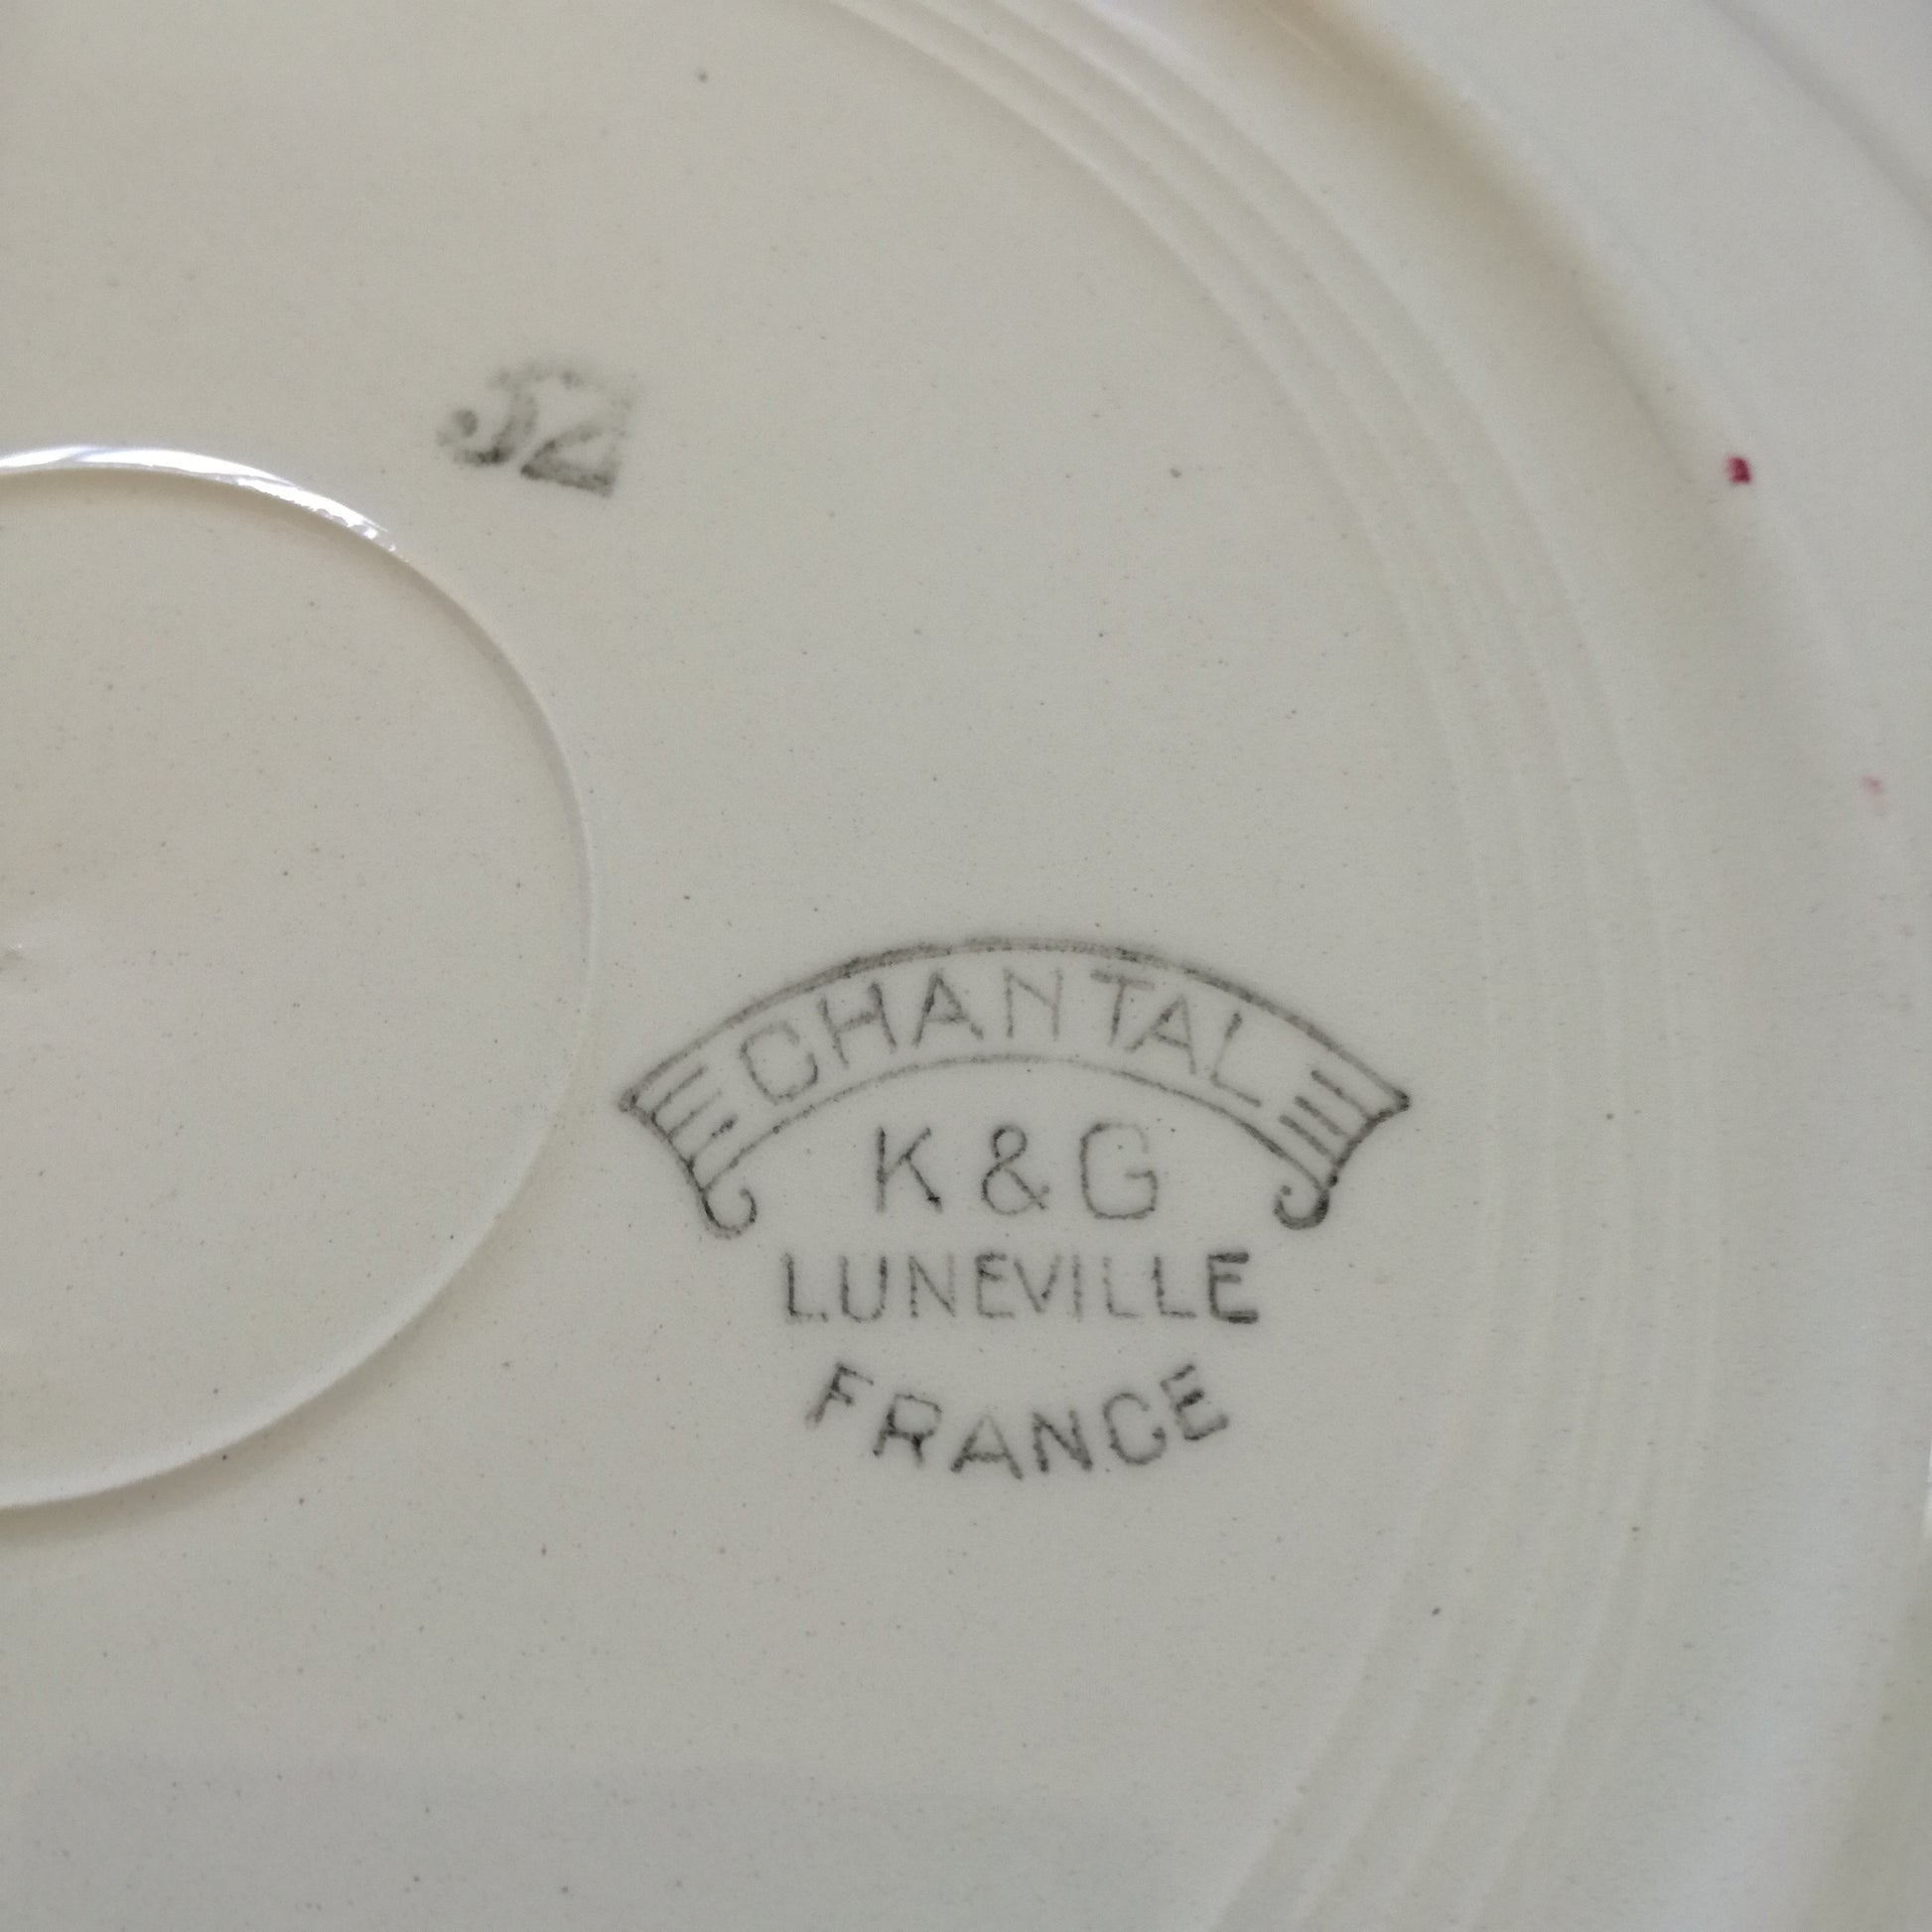 52
CHANTAL
K & G
LUNEVILLE
FRANCE